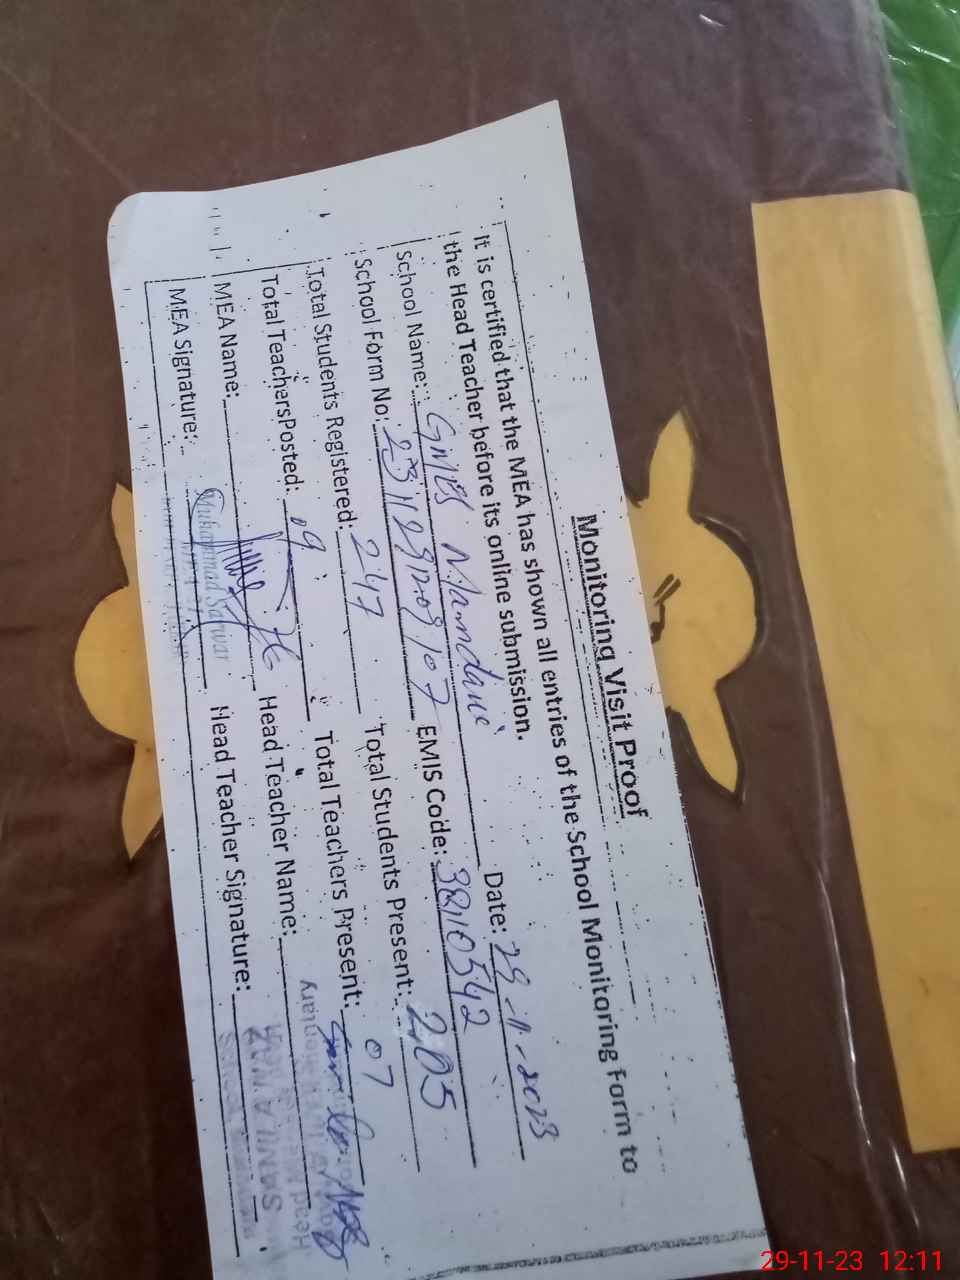 Monitoring Visit Proof
It is certified that the MEA has shown all entries of the School Monitoring Form to
the Head Teacher before its online submission.
School Name: GMES Nandani Date: 29-11-2023
School Form No: EMIS Code: 38110542
Total Students Registered: 247 Total Students Present: 205
Total Teachers Posted: 09 Total Teachers Present: 07
MEA Name: Head Teacher Name:
MEA Signature: Muhammad Sarwar Head Teacher Signature:
29-11-23 12:11